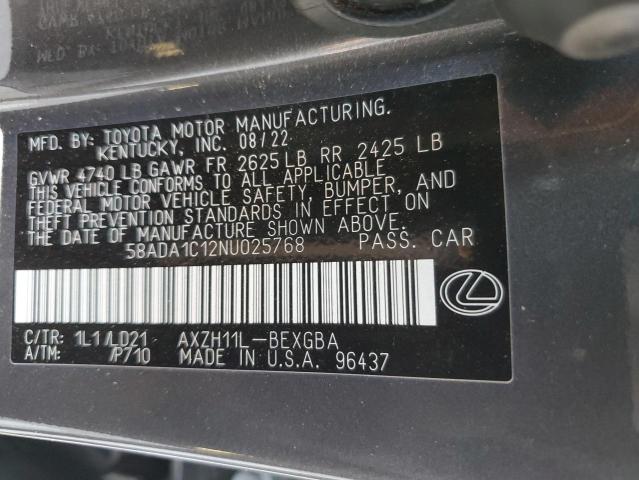 MFD. BY: TOYOTA MOTOR MANUFACTURING.
KENTUCKY, INC. 08/22
GVWR 4740 LB GAWR FR 2625 LB RR 2425 LB
THIS VEHICLE CONFORMS TO ALL APPLICABLE
FEDERAL MOTOR VEHICLE SAFETY, BUMPER, AND
THEFT PREVENTION STANDARDS IN EFFECT ON
THE DATE OF MANUFACTURE SHOWN ABOVE.
58ADA1C12NU025768 PASS. CAR
C/TR: 1L1/LD21 AXZH11L-BEXGBA
A/TM: /P710 MADE IN U.S.A. 96437